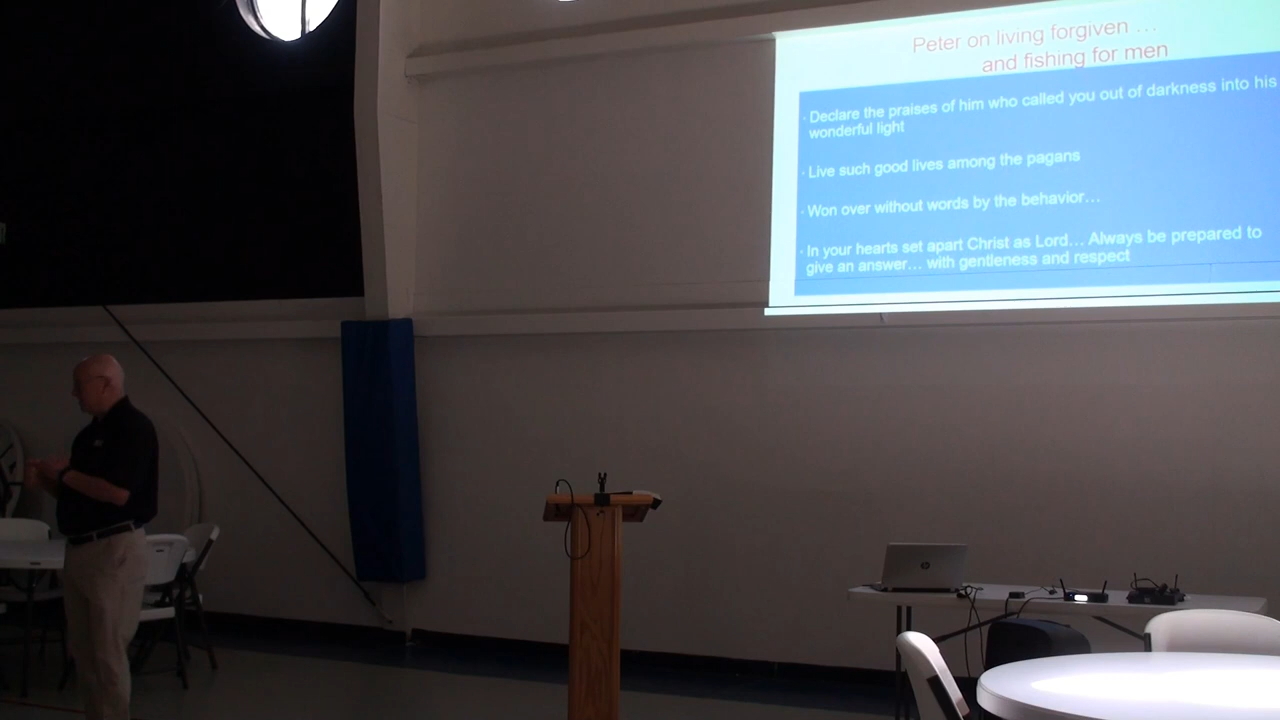 Peter on living forgiven …
and fishing for men
· Declare the praises of him who called you out of darkness into his
wonderful light
· Live such good lives among the pagans
· Won over without words by the behavior…
· In your hearts set apart Christ as Lord… Always be prepared to
give an answer… with gentleness and respect
hp